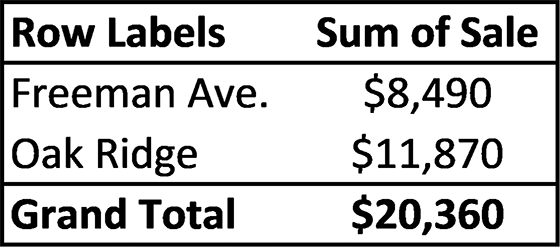 Row Labels Sum of Sale
Freeman Ave. $8,490
Oak Ridge $11,870
Grand Total $20,360